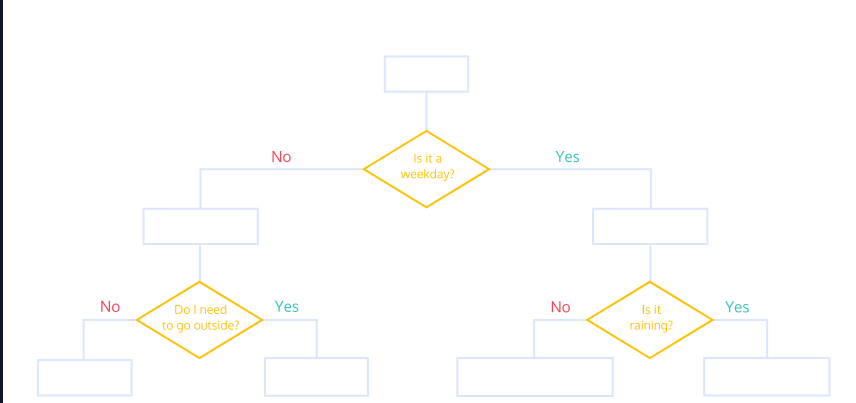 Is it a
weekday?
No
Yes
Do I need
to go outside?
No
Yes
Is it
raining?
No
Yes